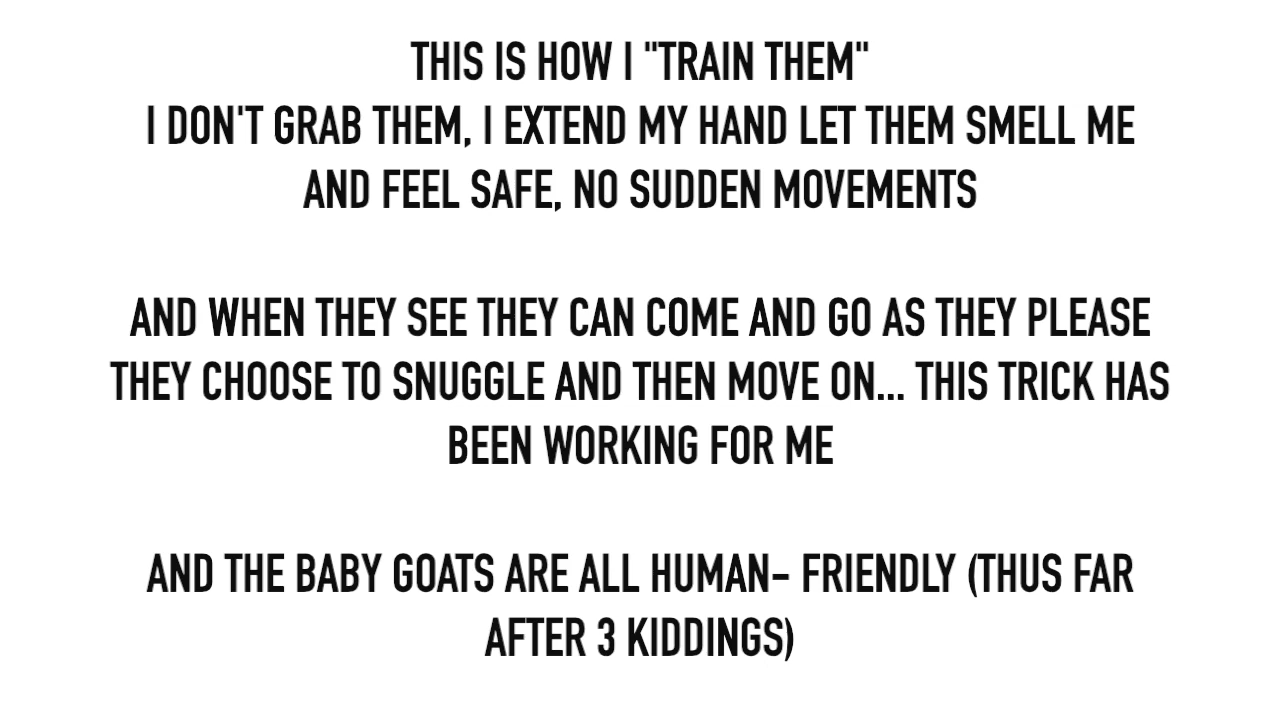 THIS IS HOW I "TRAIN THEM"
I DON'T GRAB THEM, I EXTEND MY HAND LET THEM SMELL ME
AND FEEL SAFE, NO SUDDEN MOVEMENTS
AND WHEN THEY SEE THEY CAN COME AND GO AS THEY PLEASE
THEY CHOOSE TO SNUGGLE AND THEN MOVE ON... THIS TRICK HAS
BEEN WORKING FOR ME
AND THE BABY GOATS ARE ALL HUMAN- FRIENDLY (THUS FAR
AFTER 3 KIDDINGS)